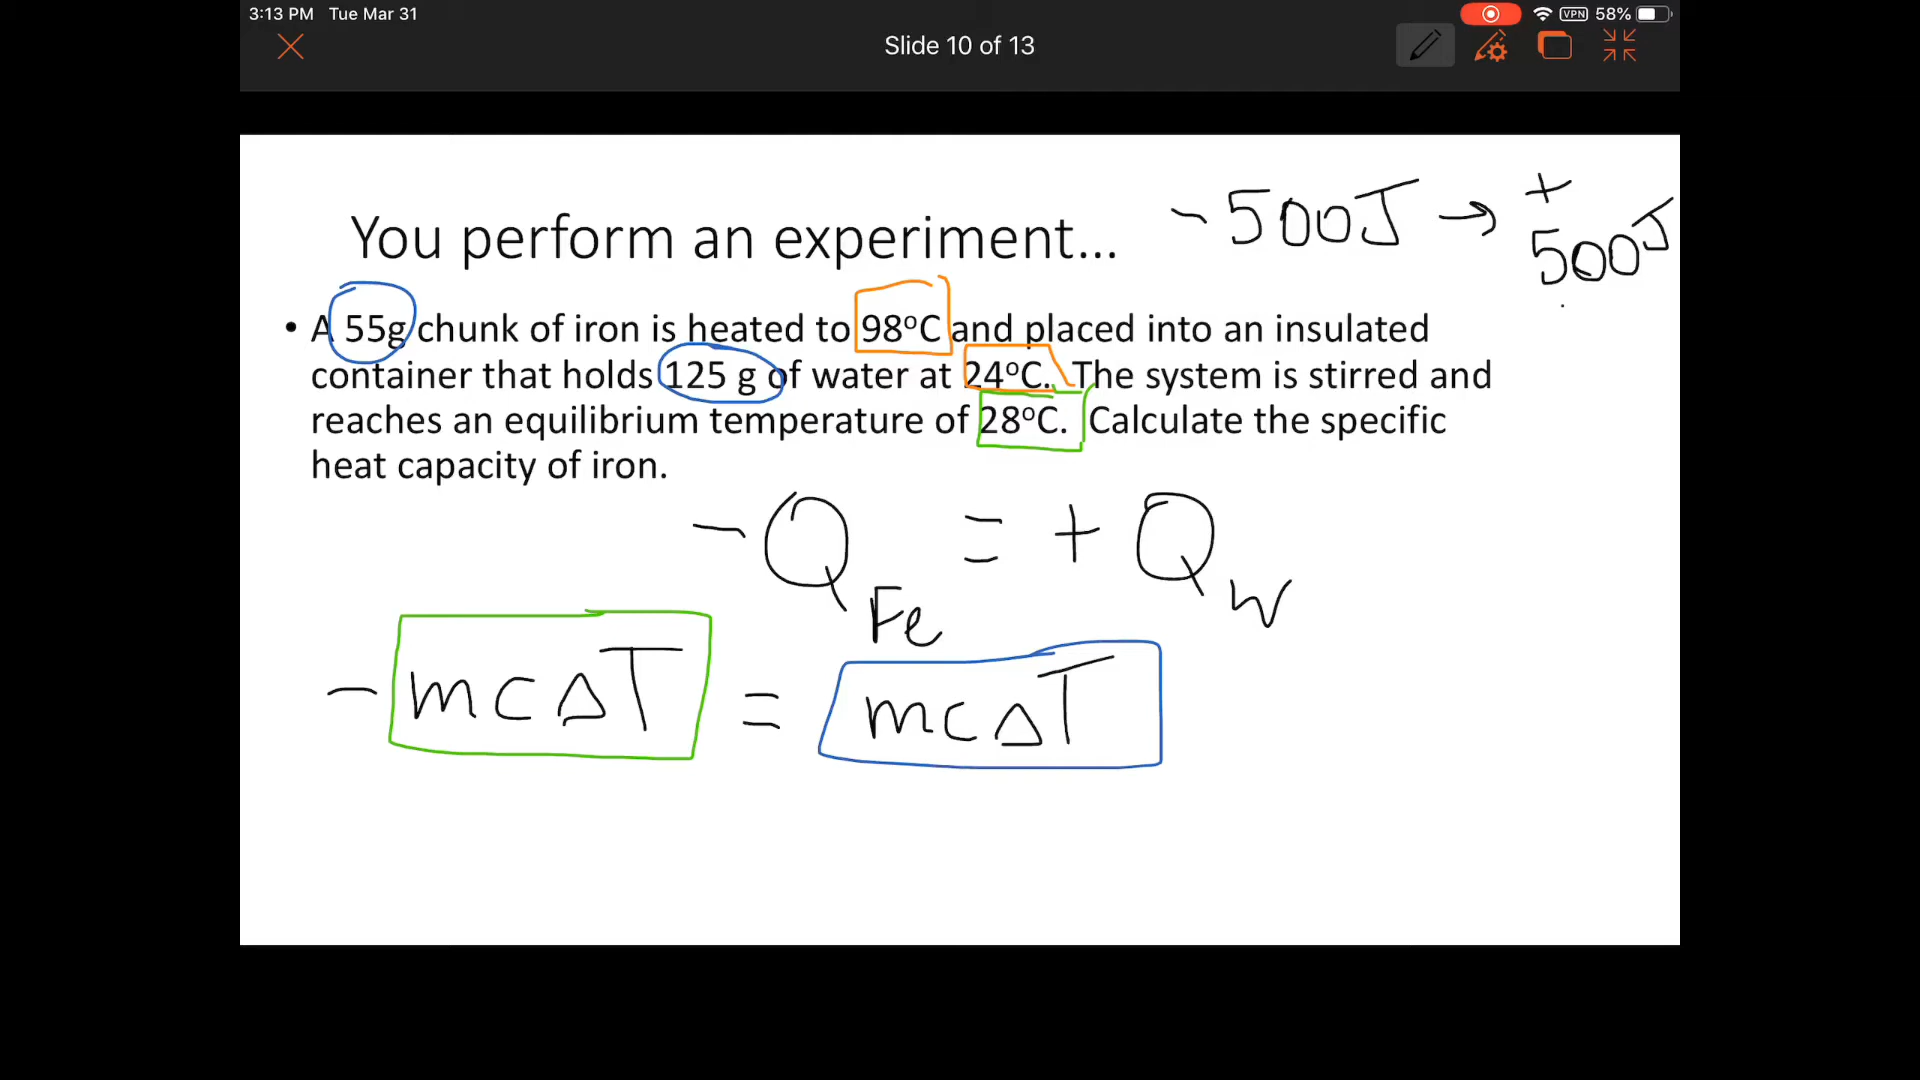 3:13 PM Tue Mar 31
VPN 58%
Slide 10 of 13
You perform an experiment...
- 500J → + 500J
• A 55g chunk of iron is heated to 98°C and placed into an insulated
container that holds 125 g of water at 24°C. The system is stirred and
reaches an equilibrium temperature of 28°C. Calculate the specific
heat capacity of iron.
- Q Fe = + Q w
- mcΔT = mcΔT